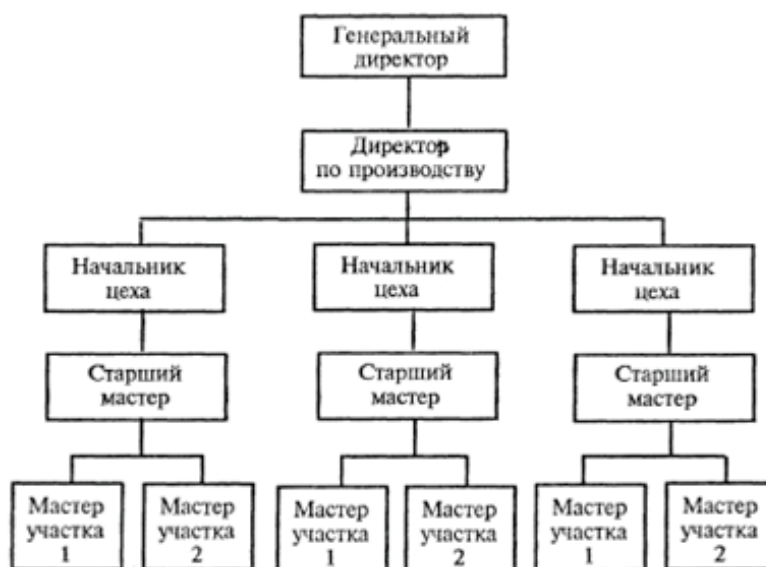 Генеральный
директор
Директор
по производству
Начальник
цеха
Начальник
цеха
Начальник
цеха
Старший
мастер
Старший
мастер
Старший
мастер
Мастер
участка
1
Мастер
участка
2
Мастер
участка
1
Мастер
участка
2
Мастер
участка
1
Мастер
участка
2